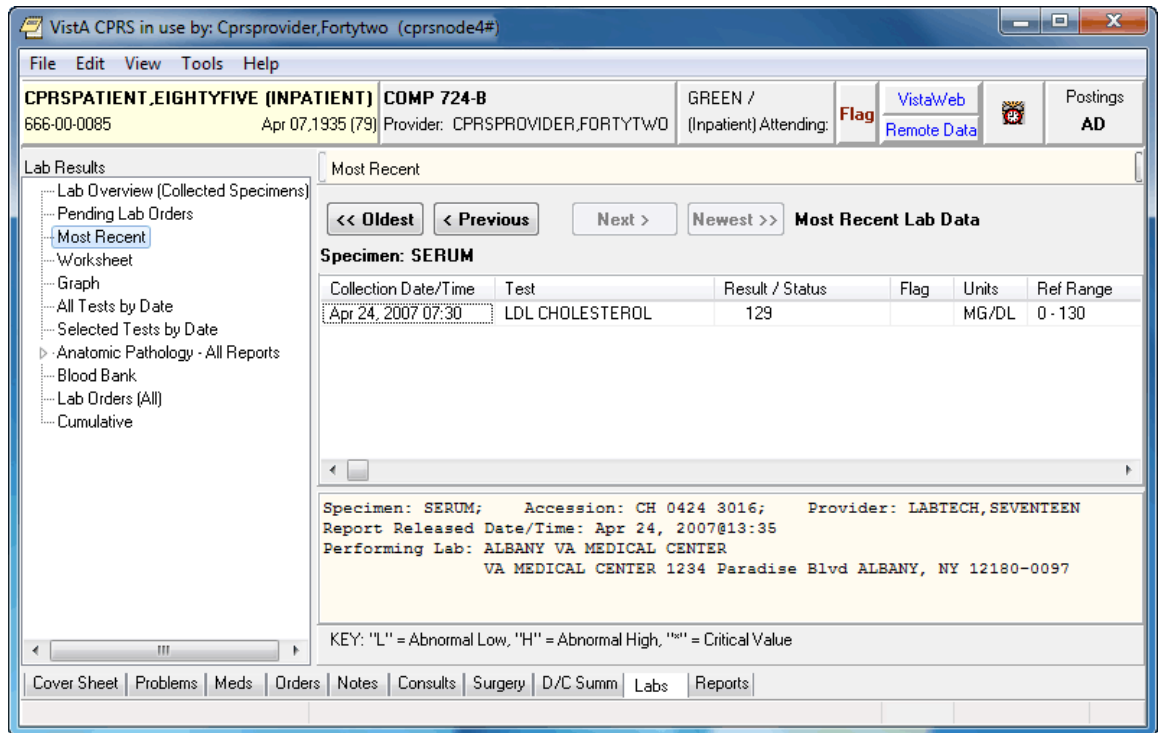 VistA CPRS in use by: Cprsprovider,Fortytwo (cprsnode4#)
File Edit View Tools Help
CPRSPATIENT,EIGHTYFIVE (INPATIENT) COMP 724-B GREEN / Flag VistaWeb Postings
666-00-0085 Apr 07,1935 (79) Provider: CPRSPROVIDER,FORTYTWO (Inpatient) Attending: Remote Data AD
Lab Results
Lab Overview (Collected Specimens)
Pending Lab Orders
Most Recent
Worksheet
Graph
All Tests by Date
Selected Tests by Date
Anatomic Pathology - All Reports
Blood Bank
Lab Orders (All)
Cumulative
Most Recent
<< Oldest < Previous Next > Newest >> Most Recent Lab Data
Specimen: SERUM
Collection Date/Time Test Result / Status Flag Units Ref Range
Apr 24, 2007 07:30 LDL CHOLESTEROL 129 MG/DL 0 - 130
Specimen: SERUM; Accession: CH 0424 3016; Provider: LABTECH,SEVENTEEN
Report Released Date/Time: Apr 24, 2007@13:35
Performing Lab: ALBANY VA MEDICAL CENTER
VA MEDICAL CENTER 1234 Paradise Blvd ALBANY, NY 12180-0097
KEY: "L" = Abnormal Low, "H" = Abnormal High, "*" = Critical Value
Cover Sheet Problems Meds Orders Notes Consults Surgery D/C Summ Labs Reports